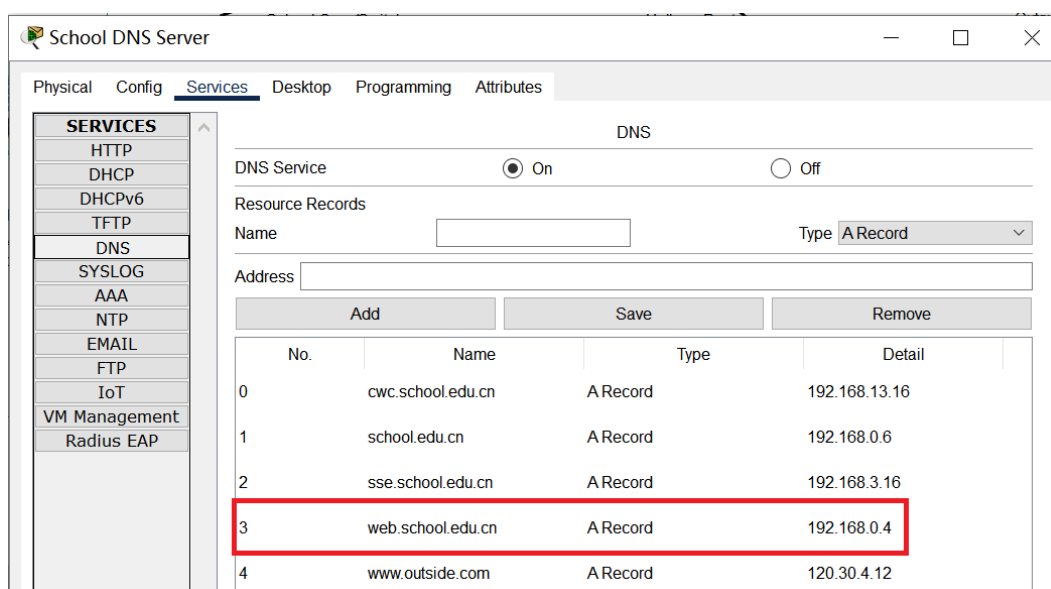 School DNS Server
Physical Config Services Desktop Programming Attributes
SERVICES
HTTP
DHCP
DHCPv6
TFTP
DNS
SYSLOG
AAA
NTP
EMAIL
FTP
IoT
VM Management
Radius EAP
DNS
DNS Service On Off
Resource Records
Name Type A Record
Address
Add Save Remove
No. Name Type Detail
0 cwc.school.edu.cn A Record 192.168.13.16
1 school.edu.cn A Record 192.168.0.6
2 sse.school.edu.cn A Record 192.168.3.16
3 web.school.edu.cn A Record 192.168.0.4
4 www.outside.com A Record 120.30.4.12